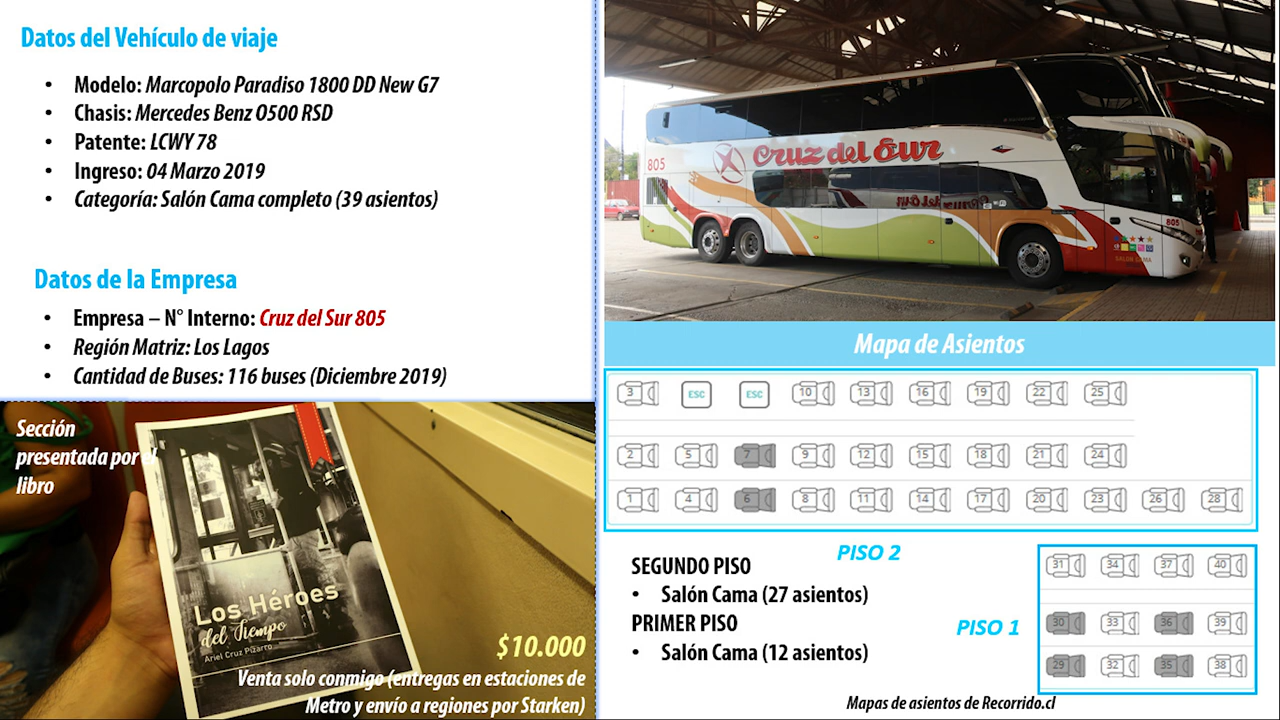 Datos del Vehículo de viaje
• Modelo: Marcopolo Paradiso 1800 DD New G7
• Chasis: Mercedes Benz O500 RSD
• Patente: LCWY 78
• Ingreso: 04 Marzo 2019
• Categoría: Salón Cama completo (39 asientos)
Datos de la Empresa
• Empresa – N° Interno: Cruz del Sur 805
• Región Matriz: Los Lagos
• Cantidad de Buses: 116 buses (Diciembre 2019)
Sección
presentada por el
libro
Los Héroes
del Tiempo
Ariel Cruz Pizarro
$10.000
Venta solo conmigo (entregas en estaciones de
Metro y envío a regiones por Starken)
805
Cruz del Sur
805
SALÓN CAMA
Mapa de Asientos
3 ESC ESC 10 13 16 19 22 25
2 5 7 9 12 15 18 21 24
1 4 6 8 11 14 17 20 23 26 28
PISO 2
SEGUNDO PISO
• Salón Cama (27 asientos)
PRIMER PISO
• Salón Cama (12 asientos)
PISO 1
31 34 37 40
30 33 36 39
29 32 35 38
Mapas de asientos de Recorrido.cl